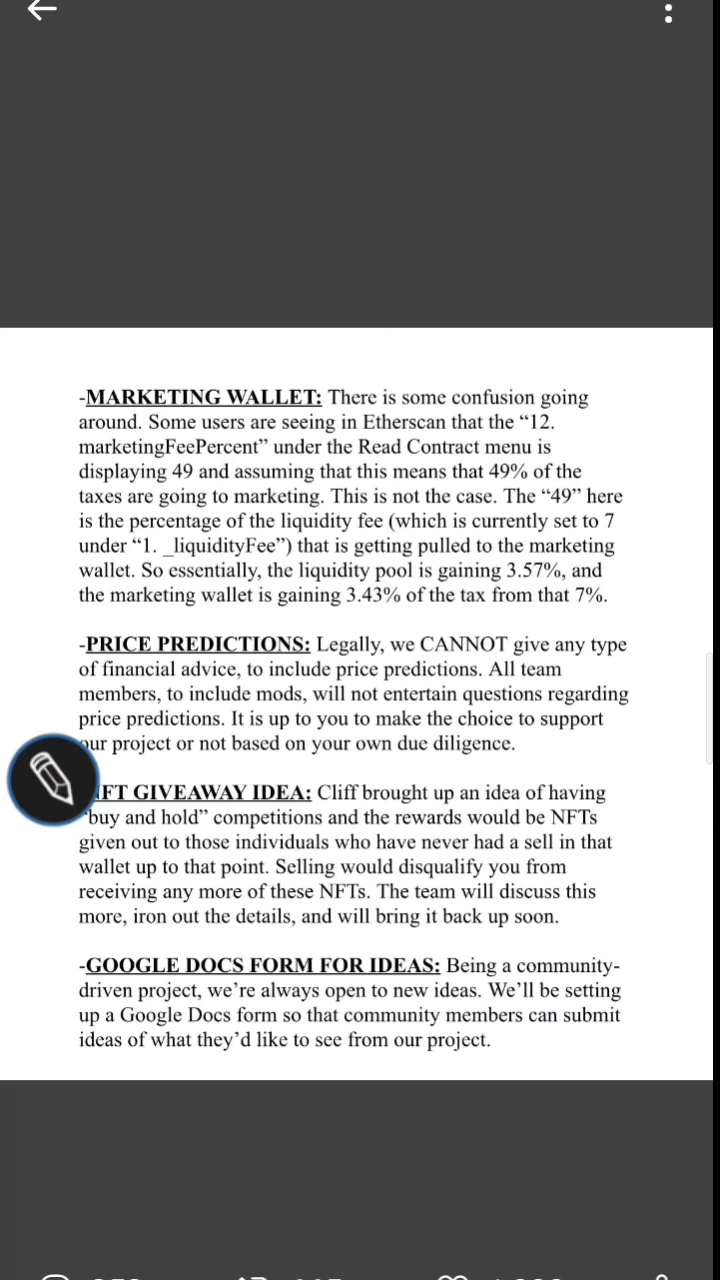 -MARKETING WALLET: There is some confusion going
around. Some users are seeing in Etherscan that the “12.
marketingFeePercent” under the Read Contract menu is
displaying 49 and assuming that this means that 49% of the
taxes are going to marketing. This is not the case. The “49” here
is the percentage of the liquidity fee (which is currently set to 7
under “1. _liquidityFee”) that is getting pulled to the marketing
wallet. So essentially, the liquidity pool is gaining 3.57%, and
the marketing wallet is gaining 3.43% of the tax from that 7%.
-PRICE PREDICTIONS: Legally, we CANNOT give any type
of financial advice, to include price predictions. All team
members, to include mods, will not entertain questions regarding
price predictions. It is up to you to make the choice to support
our project or not based on your own due diligence.
FT GIVEAWAY IDEA: Cliff brought up an idea of having
“buy and hold” competitions and the rewards would be NFTs
given out to those individuals who have never had a sell in that
wallet up to that point. Selling would disqualify you from
receiving any more of these NFTs. The team will discuss this
more, iron out the details, and will bring it back up soon.
-GOOGLE DOCS FORM FOR IDEAS: Being a community-
driven project, we’re always open to new ideas. We’ll be setting
up a Google Docs form so that community members can submit
ideas of what they’d like to see from our project.